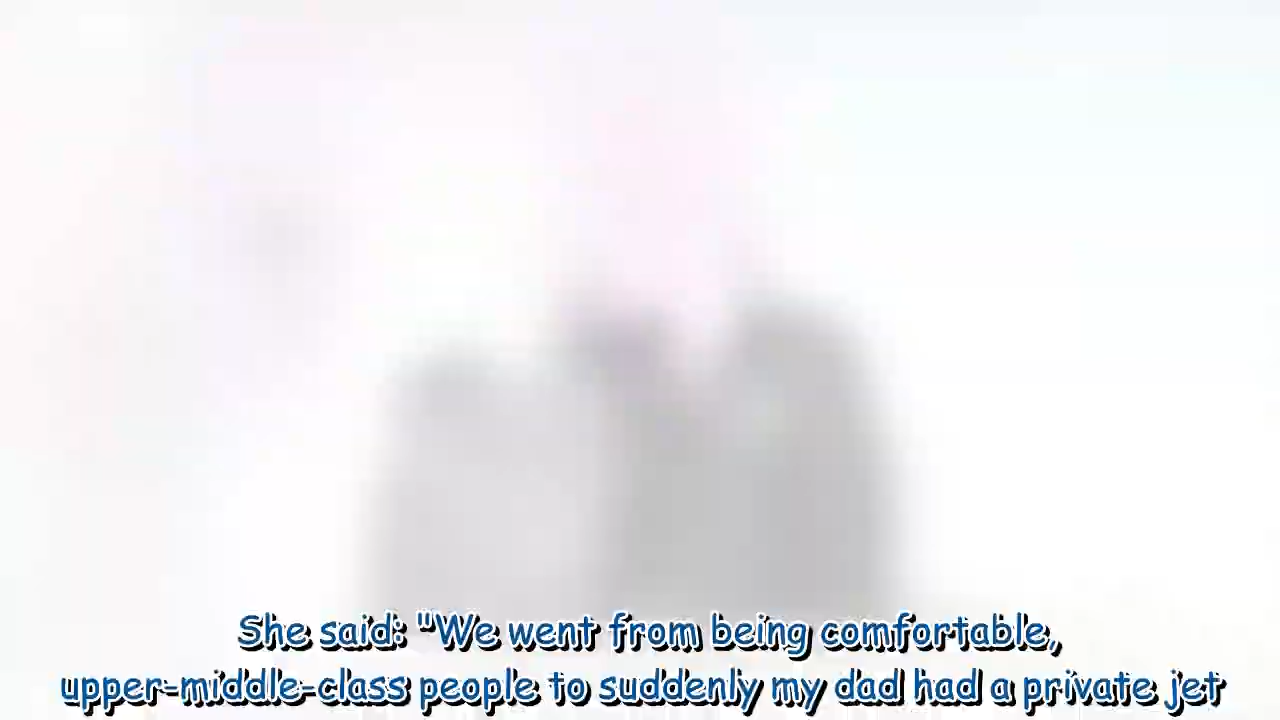 She said: "We went from being comfortable,
upper-middle-class people to suddenly my dad had a private jet